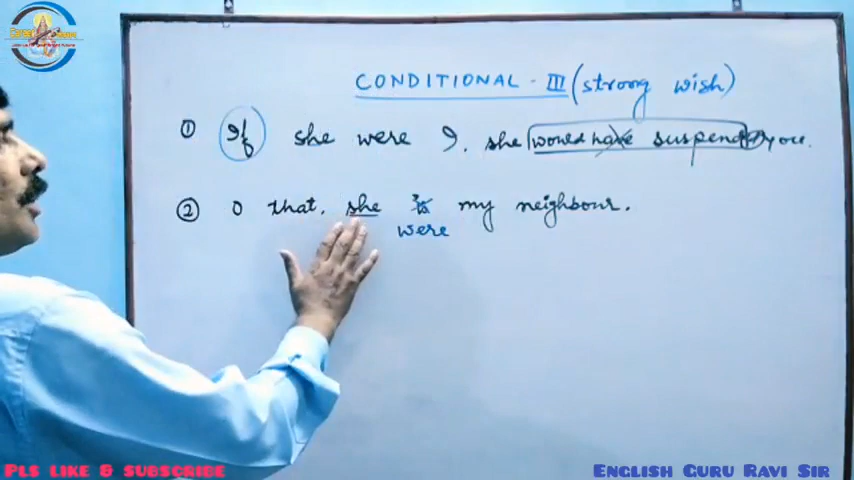 CONDITIONAL - III (strong wish)
① If she were I, she would have suspended you.
② O that, she is my neighbour.
were
PLS LIKE & SUBSCRIBE
ENGLISH GURU RAVI SIR